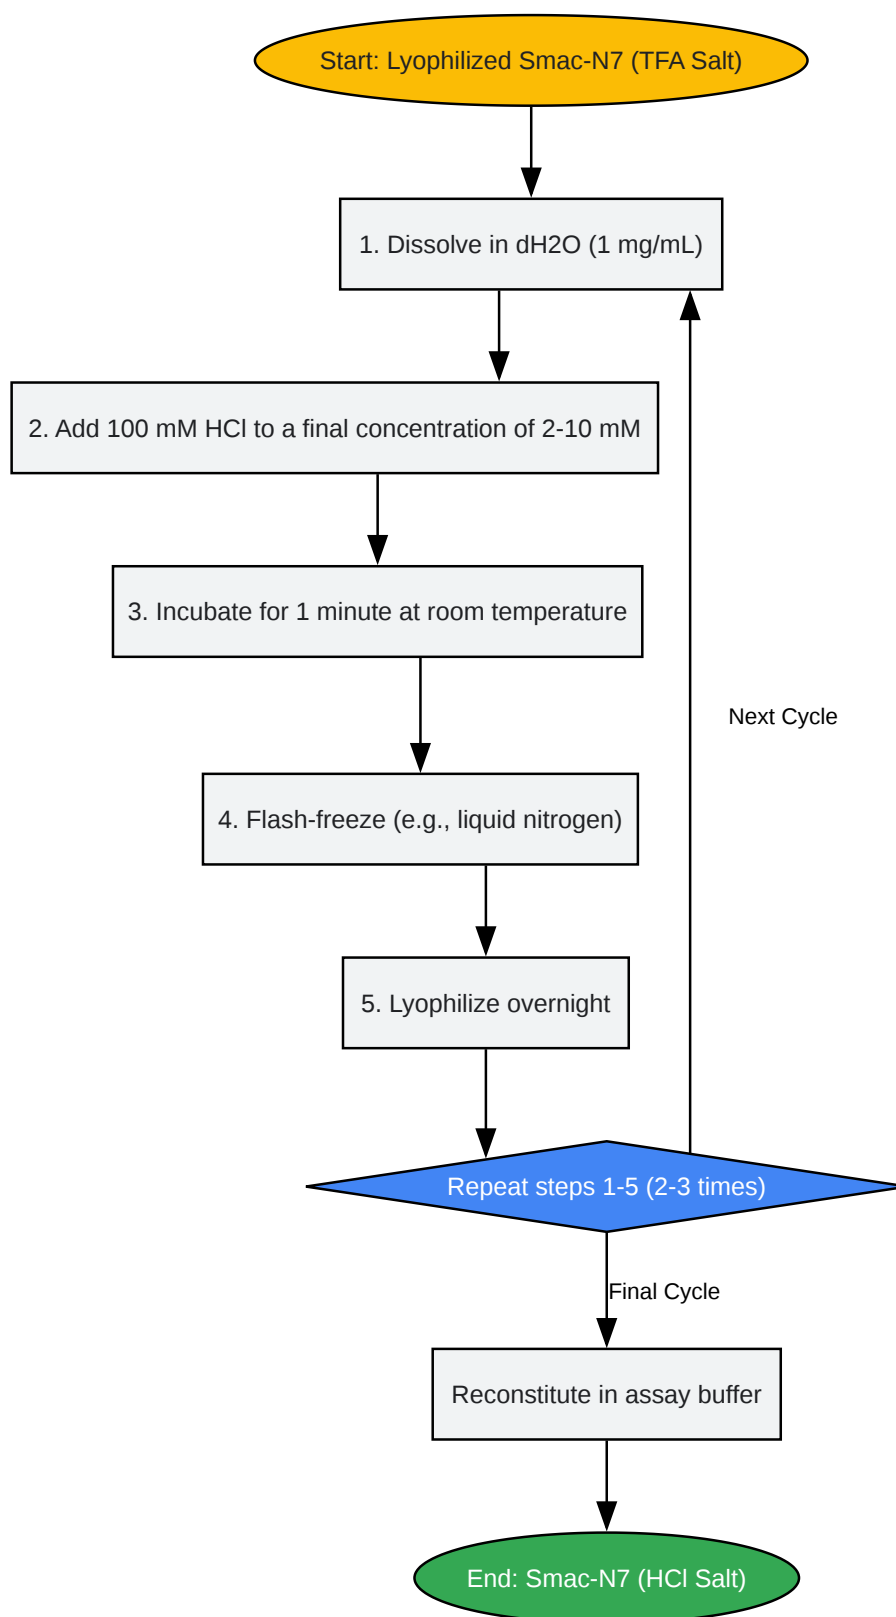 Start: Lyophilized Smac-N7 (TFA Salt)
1. Dissolve in dH2O (1 mg/mL)
2. Add 100 mM HCl to a final concentration of 2-10 mM
3. Incubate for 1 minute at room temperature
Next Cycle
4. Flash-freeze (e.g., liquid nitrogen)
5. Lyophilize overnight
Repeat steps 1-5 (2-3 times)
Final Cycle
Reconstitute in assay buffer
End: Smac-N7 (HCl Salt)